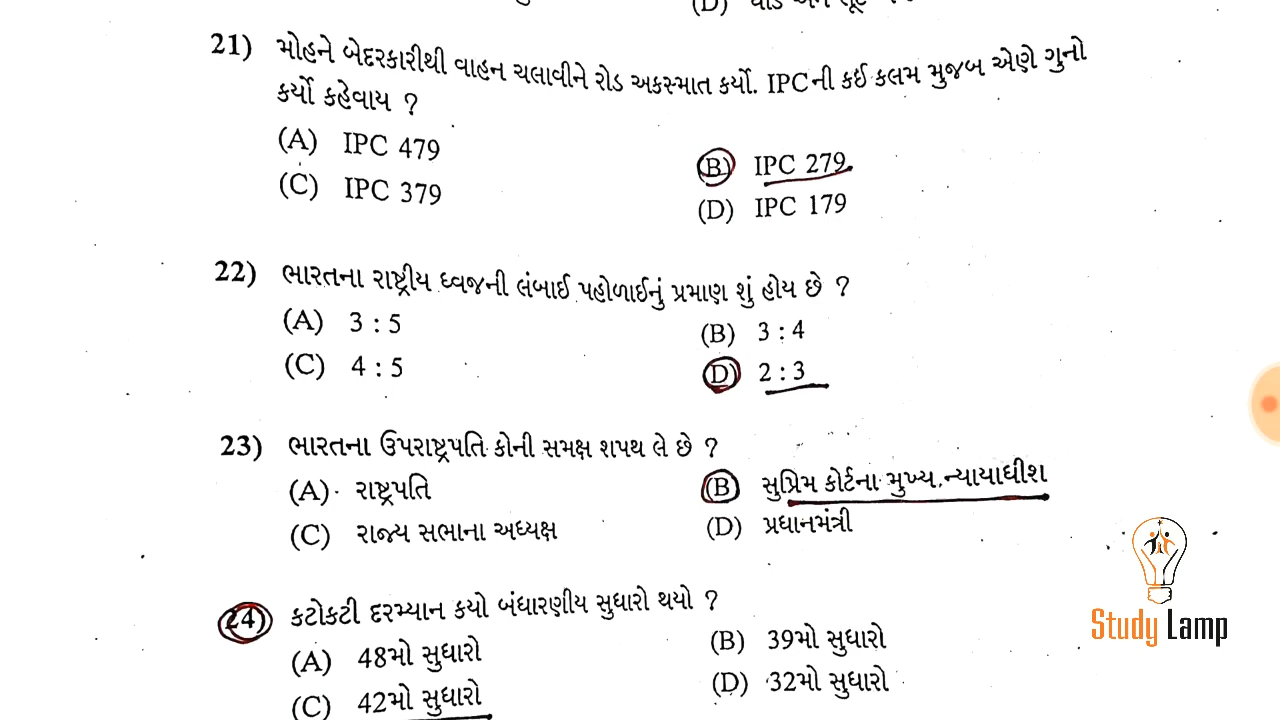 21) મોહને બેદરકારીથી વાહન ચલાવીને રોડ અકસ્માત કર્યો. IPCની કઈ કલમ મુજબ એણે ગુનો
કર્યો કહેવાય ?
(A) IPC 479
(B) IPC 279
(C) IPC 379
(D) IPC 179
22) ભારતના રાષ્ટ્રીય ધ્વજની લંબાઈ પહોળાઈનું પ્રમાણ શું હોય છે ?
(A) 3 : 5
(B) 3 : 4
(C) 4 : 5
(D) 2 : 3
23) ભારતના ઉપરાષ્ટ્રપતિ કોની સમક્ષ શપથ લે છે ?
(A) રાષ્ટ્રપતિ
(B) સુપ્રિમ કોર્ટના મુખ્ય ન્યાયાધીશ
(C) રાજ્ય સભાના અધ્યક્ષ
(D) પ્રધાનમંત્રી
24) કટોકટી દરમ્યાન કયો બંધારણીય સુધારો થયો ?
(A) 48મો સુધારો
(B) 39મો સુધારો
(C) 42મો સુધારો
(D) 32મો સુધારો
Study Lamp